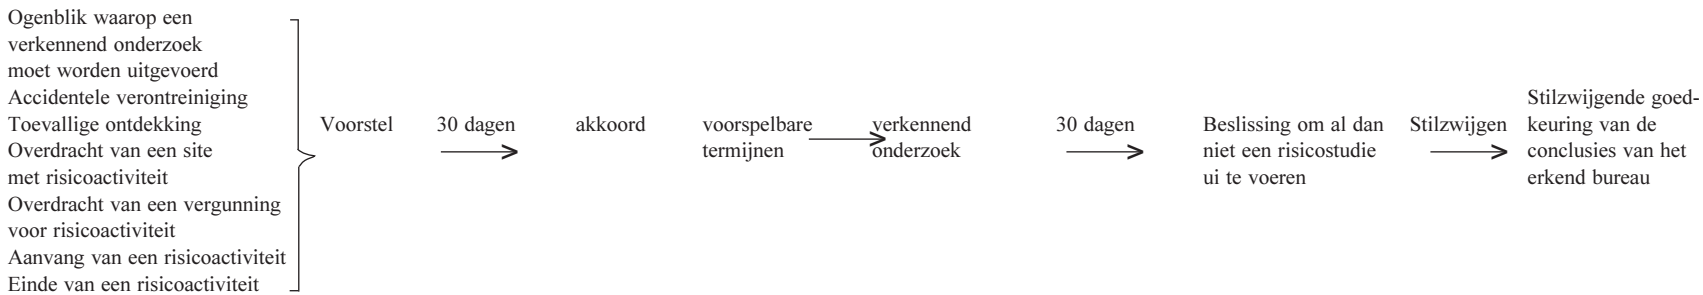 Ogenblik waarop een
verkennend onderzoek
moet worden uitgevoerd
Accidentele verontreiniging
Toevallige ontdekking
Overdracht van een site
met risicoactiviteit
Overdracht van een vergunning
voor risicoactiviteit
Aanvang van een risicoactiviteit
Einde van een risicoactiviteit
Voorstel
30 dagen
akkoord
voorspelbare
termijnen
verkennend
onderzoek
30 dagen
Beslissing om al dan
niet een risicostudie
ui te voeren
Stilzwijgen
Stilzwijgende goed-
keuring van de
conclusies van het
erkend bureau